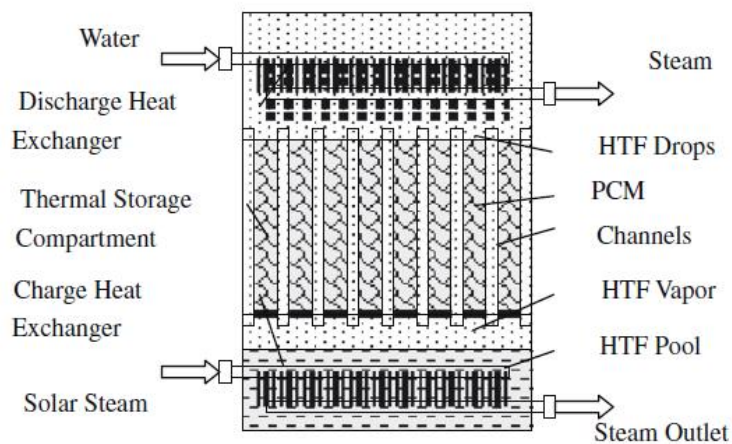 Water
Discharge Heat
Exchanger
Thermal Storage
Compartment
Charge Heat
Exchanger
Solar Steam
Steam
HTF Drops
PCM
Channels
HTF Vapor
HTF Pool
Steam Outlet